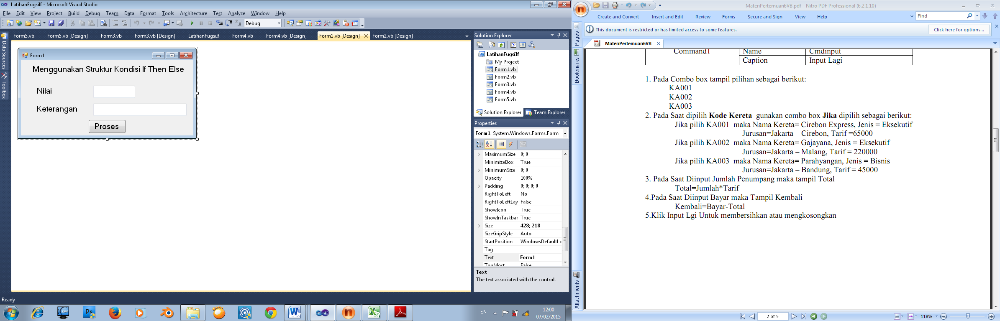 LatihanFugsiIf - Microsoft Visual Studio
File Edit View Project Build Debug Team Data Format Tools Architecture Test Analyze Window Help
Debug
Form5.vb Form5.vb [Design] Form3.vb Form3.vb [Design] LatihanFugsiIf Form4.vb Form4.vb [Design] Form1.vb [Design] Form2.vb [Design]
Data Sources
Toolbox
Form1
Menggunakan Struktur Kondisi If Then Else
Nilai
Keterangan
Proses
Solution Explorer
LatihanFugsiIf
My Project
Form1.vb
Form2.vb
Form3.vb
Form4.vb
Form5.vb
Solution Explorer Team Explorer
Properties
Form1 System.Windows.Forms.Form
MaximumSize 0; 0
MinimizeBox True
MinimumSize 0; 0
Opacity 100%
Padding 0; 0; 0; 0
RightToLeft No
RightToLeftLay False
ShowIcon True
ShowInTaskbar True
Size 428; 218
SizeGripStyle Auto
StartPosition WindowsDefaultLo
Tag
Text Form1
TopMost False
Text
The text associated with the control.
Ready
EN
12:00
07/02/2015
MateriPertemuan6VB.pdf - Nitro PDF Professional (6.2.1.10)
Create and Convert Insert and Edit Review Forms Secure and Sign View Help
Find
This document is restricted or has limited access to some features.
Click here for options...
MateriPertemuan6VB
Pages
Bookmarks
Attachments
Command1 Name Cmdinput
Caption Input Lagi
1. Pada Combo box tampil pilihan sebagai berikut:
KA001
KA002
KA003
2. Pada Saat dipilih Kode Kereta gunakan combo box Jika dipilih sebagai berikut:
Jika pilih KA001 maka Nama Kereta= Cirebon Express, Jenis = Eksekutif
Jurusan=Jakarta – Cirebon, Tarif =65000
Jika pilih KA002 maka Nama Kereta= Gajayana, Jenis = Eksekutif
Jurusan=Jakarta – Malang, Tarif = 220000
Jika pilih KA003 maka Nama Kereta= Parahyangan, Jenis = Bisnis
Jurusan=Jakarta – Bandung, Tarif = 45000
3. Pada Saat Diinput Jumlah Penumpang maka tampil Total
Total=Jumlah*Tarif
4.Pada Saat Diinput Bayar maka Tampil Kembali
Kembali=Bayar-Total
5.Klik Input Lgi Untuk membersihkan atau mengkosongkan
2 of 5
118%